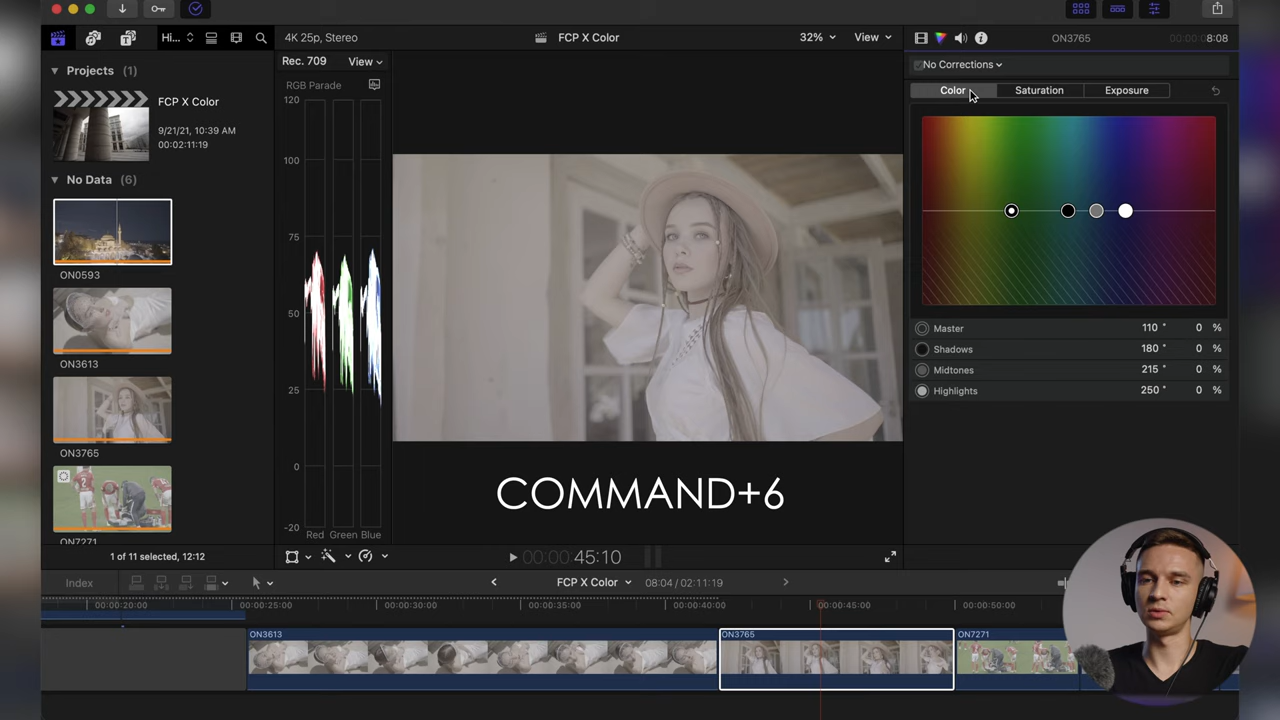 Hi...
4K 25p, Stereo
FCP X Color
32%
View
ON3765
00:00:08:08
Projects (1)
FCP X Color
9/21/21, 10:39 AM
00:02:11:19
No Data (6)
ON0593
ON3613
ON3765
ON7271
1 of 11 selected, 12:12
Rec. 709
View
RGB Parade
120
100
75
50
25
0
-20
Red Green Blue
No Corrections
Color
Saturation
Exposure
Master 110 ° 0 %
Shadows 180 ° 0 %
Midtones 215 ° 0 %
Highlights 250 ° 0 %
COMMAND+6
00:00:45:10
Index
FCP X Color
08:04 / 02:11:19
00:00:20:00
00:00:25:00
00:00:30:00
00:00:35:00
00:00:40:00
00:00:45:00
00:00:50:00
ON3613
ON3765
ON7271